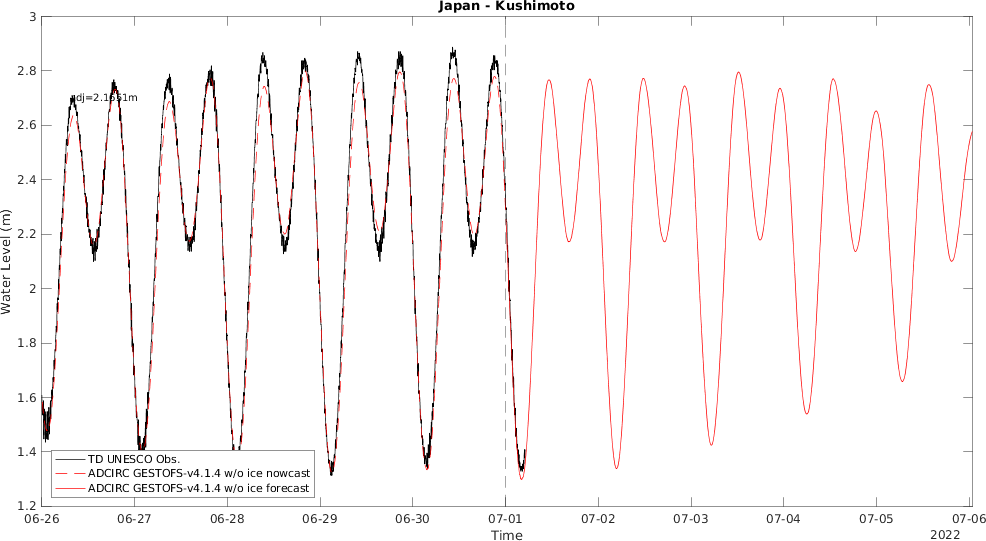 Japan - Kushimoto
3
2.8
2.6
2.4
2.2
2
1.8
1.6
1.4
1.2
Water Level (m)
TD UNESCO Obs.
ADCIRC GESTOFS-v4.1.4 w/o ice nowcast
ADCIRC GESTOFS-v4.1.4 w/o ice forecast
06-26 06-27 06-28 06-29 06-30 07-01 07-02 07-03 07-04 07-05 07-06
Time
2022